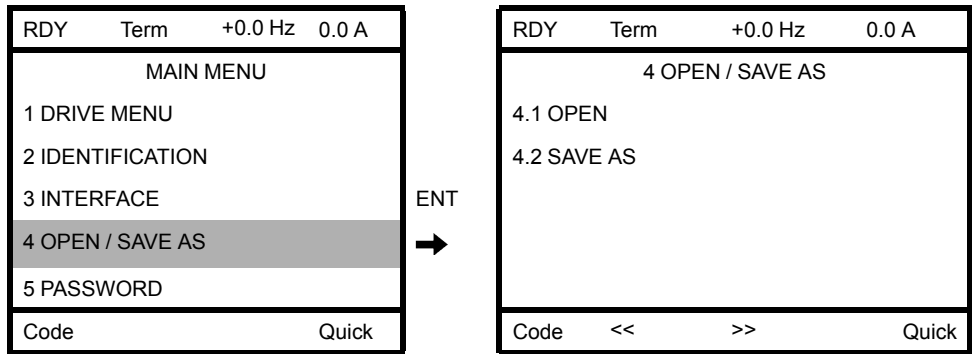 RDY Term +0.0 Hz 0.0 A
MAIN MENU
1 DRIVE MENU
2 IDENTIFICATION
3 INTERFACE
4 OPEN / SAVE AS
5 PASSWORD
Code Quick
ENT
RDY Term +0.0 Hz 0.0 A
4 OPEN / SAVE AS
4.1 OPEN
4.2 SAVE AS
Code << >> Quick